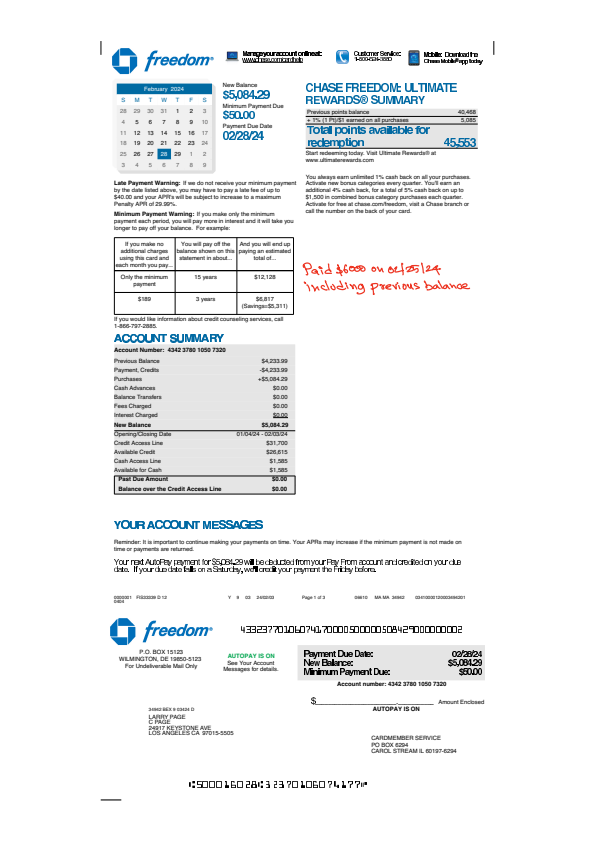 freedom®
Manage your account online at:
www.chase.com/cardhelp
Customer Service:
1-800-524-3880
Mobile: Download the
Chase Mobile® app today
February 2024
S M T W T F S
28 29 30 31 1 2 3
4 5 6 7 8 9 10
11 12 13 14 15 16 17
18 19 20 21 22 23 24
25 26 27 28 29 1 2
3 4 5 6 7 8 9
New Balance
$5,084.29
Minimum Payment Due
$50.00
Payment Due Date
02/28/24
Late Payment Warning: If we do not receive your minimum payment
by the date listed above, you may have to pay a late fee of up to
$40.00 and your APRs will be subject to increase to a maximum
Penalty APR of 29.99%.
Minimum Payment Warning: If you make only the minimum
payment each period, you will pay more in interest and it will take you
longer to pay off your balance. For example:
If you make no additional charges using this card and each month you pay... You will pay off the balance shown on this statement in about... And you will end up paying an estimated total of...
Only the minimum payment 15 years $12,128
$189 3 years $6,817 (Savings=$5,311)
If you would like information about credit counseling services, call
1-866-797-2885.
CHASE FREEDOM: ULTIMATE
REWARDS® SUMMARY
Previous points balance 40,468
+ 1% (1 Pt)/$1 earned on all purchases 5,085
Total points available for
redemption 45,553
Start redeeming today. Visit Ultimate Rewards® at
www.ultimaterewards.com
You always earn unlimited 1% cash back on all your purchases.
Activate new bonus categories every quarter. You'll earn an
additional 4% cash back, for a total of 5% cash back on up to
$1,500 in combined bonus category purchases each quarter.
Activate for free at chase.com/freedom, visit a Chase branch or
call the number on the back of your card.
Paid $6000 on 02/25/24
including previous balance
ACCOUNT SUMMARY
Account Number: 4342 3780 1050 7320
Previous Balance $4,233.99
Payment, Credits -$4,233.99
Purchases +$5,084.29
Cash Advances $0.00
Balance Transfers $0.00
Fees Charged $0.00
Interest Charged $0.00
New Balance $5,084.29
Opening/Closing Date 01/04/24 - 02/03/24
Credit Access Line $31,700
Available Credit $26,615
Cash Access Line $1,585
Available for Cash $1,585
Past Due Amount $0.00
Balance over the Credit Access Line $0.00
YOUR ACCOUNT MESSAGES
Reminder: It is important to continue making your payments on time. Your APRs may increase if the minimum payment is not made on
time or payments are returned.
Your next AutoPay payment for $5,084.29 will be deducted from your Pay From account and credited on your due
date. If your due date falls on a Saturday, we'll credit your payment the Friday before.
0000001 FIS33339 D 12 Y 9 03 24/02/03 Page 1 of 3 06610 MA MA 34942
0404
freedom®
P.O. BOX 15123
WILMINGTON, DE 19850-5123
For Undeliverable Mail Only
AUTOPAY IS ON
See Your Account
Messages for details.
Payment Due Date: 02/28/24
New Balance: $5,084.29
Minimum Payment Due: $50.00
Account number: 4342 3780 1050 7320
$ Amount Enclosed
AUTOPAY IS ON
34942 BEX 9 03424 D
LARRY PAGE
C PAGE
24917 KEYSTONE AVE
LOS ANGELES CA 97015-5505
CARDMEMBER SERVICE
PO BOX 6294
CAROL STREAM IL 60197-6294